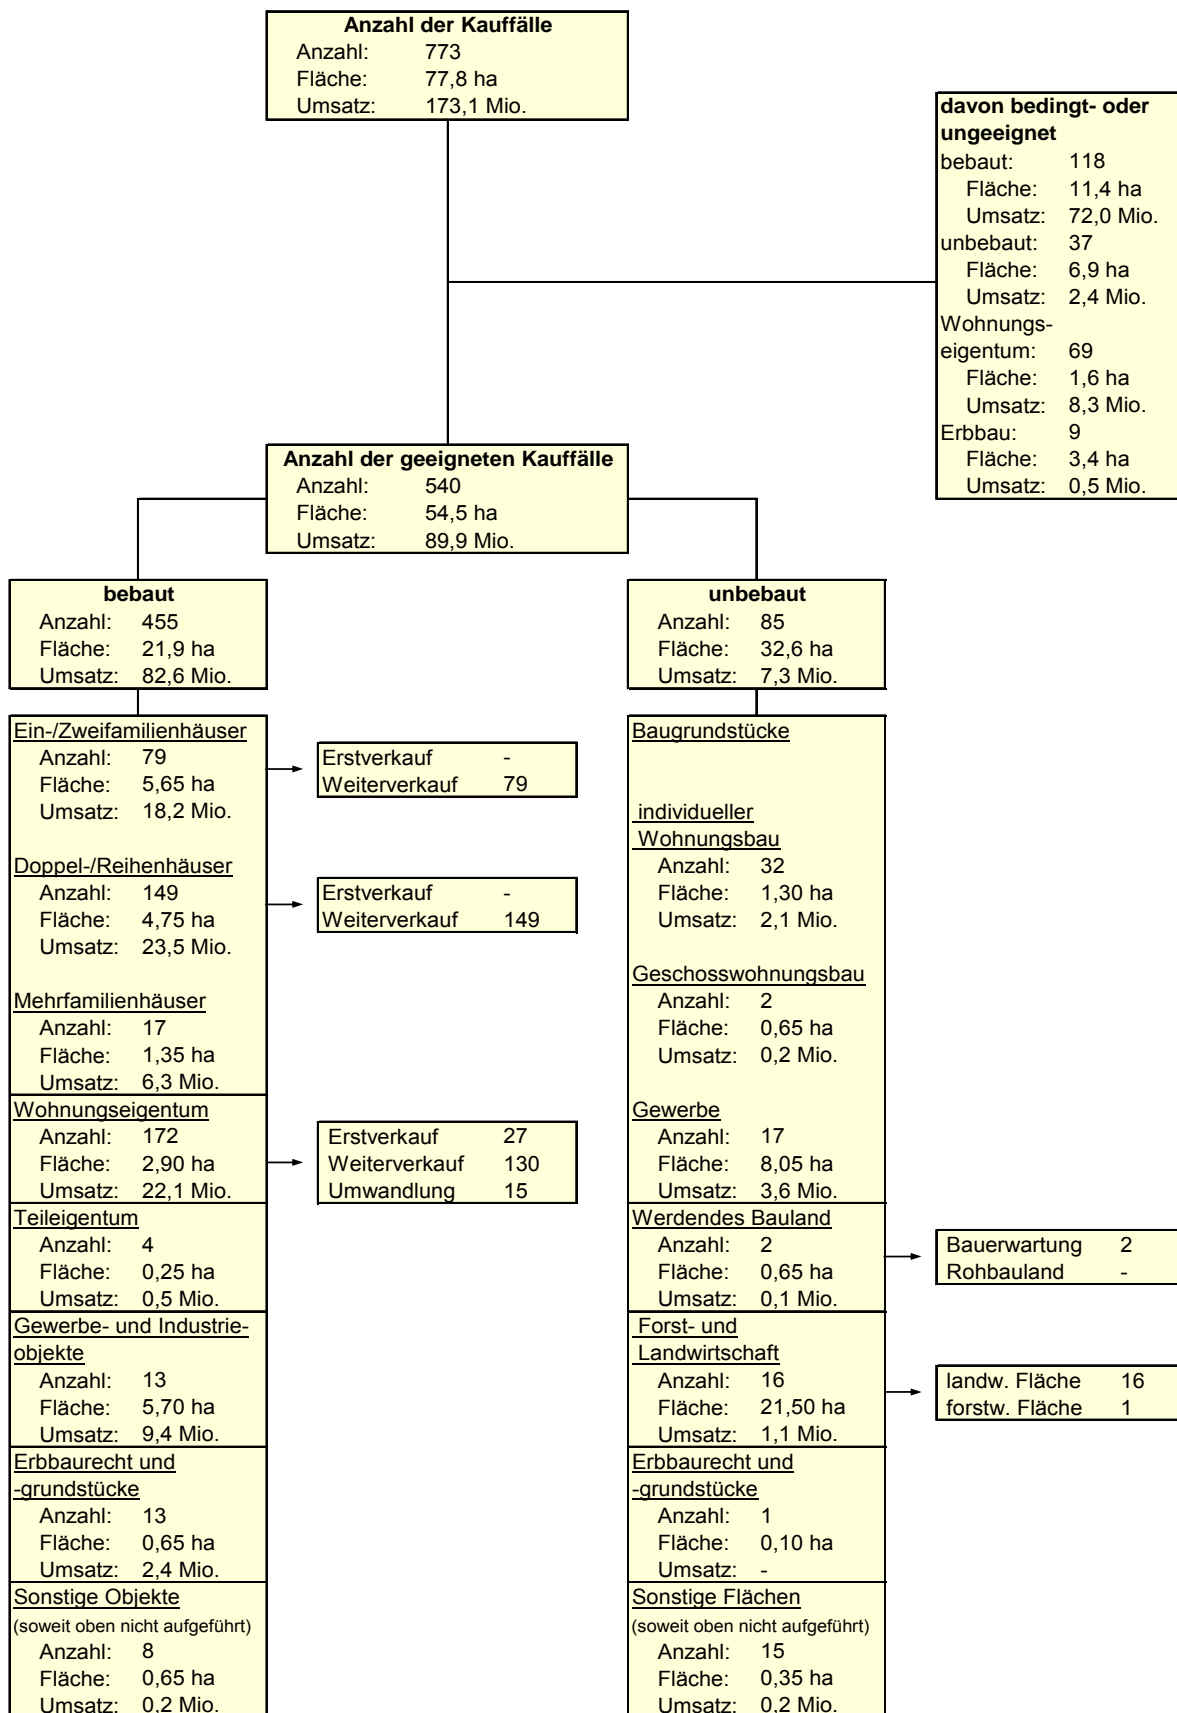 Anzahl der Kauffälle
Anzahl: 773
Fläche: 77,8 ha
Umsatz: 173,1 Mio.
davon bedingt- oder
ungeeignet
bebaut: 118
Fläche: 11,4 ha
Umsatz: 72,0 Mio.
unbebaut: 37
Fläche: 6,9 ha
Umsatz: 2,4 Mio.
Wohnungs-
eigentum: 69
Fläche: 1,6 ha
Umsatz: 8,3 Mio.
Erbbau: 9
Fläche: 3,4 ha
Umsatz: 0,5 Mio.
Anzahl der geeigneten Kauffälle
Anzahl: 540
Fläche: 54,5 ha
Umsatz: 89,9 Mio.
bebaut
Anzahl: 455
Fläche: 21,9 ha
Umsatz: 82,6 Mio.
Ein-/Zweifamilienhäuser
Anzahl: 79
Fläche: 5,65 ha
Umsatz: 18,2 Mio.
Erstverkauf -
Weiterverkauf 79
Doppel-/Reihenhäuser
Anzahl: 149
Fläche: 4,75 ha
Umsatz: 23,5 Mio.
Erstverkauf -
Weiterverkauf 149
Mehrfamilienhäuser
Anzahl: 17
Fläche: 1,35 ha
Umsatz: 6,3 Mio.
Wohnungseigentum
Anzahl: 172
Fläche: 2,90 ha
Umsatz: 22,1 Mio.
Erstverkauf 27
Weiterverkauf 130
Umwandlung 15
Teileigentum
Anzahl: 4
Fläche: 0,25 ha
Umsatz: 0,5 Mio.
Gewerbe- und Industrie-
objekte
Anzahl: 13
Fläche: 5,70 ha
Umsatz: 9,4 Mio.
Erbbaurecht und
-grundstücke
Anzahl: 13
Fläche: 0,65 ha
Umsatz: 2,4 Mio.
Sonstige Objekte
(soweit oben nicht aufgeführt)
Anzahl: 8
Fläche: 0,65 ha
Umsatz: 0,2 Mio.
unbebaut
Anzahl: 85
Fläche: 32,6 ha
Umsatz: 7,3 Mio.
Baugrundstücke
individueller
Wohnungsbau
Anzahl: 32
Fläche: 1,30 ha
Umsatz: 2,1 Mio.
Geschosswohnungsbau
Anzahl: 2
Fläche: 0,65 ha
Umsatz: 0,2 Mio.
Gewerbe
Anzahl: 17
Fläche: 8,05 ha
Umsatz: 3,6 Mio.
Werdendes Bauland
Anzahl: 2
Fläche: 0,65 ha
Umsatz: 0,1 Mio.
Bauerwartung 2
Rohbauland -
Forst- und
Landwirtschaft
Anzahl: 16
Fläche: 21,50 ha
Umsatz: 1,1 Mio.
landw. Fläche 16
forstw. Fläche 1
Erbbaurecht und
-grundstücke
Anzahl: 1
Fläche: 0,10 ha
Umsatz: -
Sonstige Flächen
(soweit oben nicht aufgeführt)
Anzahl: 15
Fläche: 0,35 ha
Umsatz: 0,2 Mio.